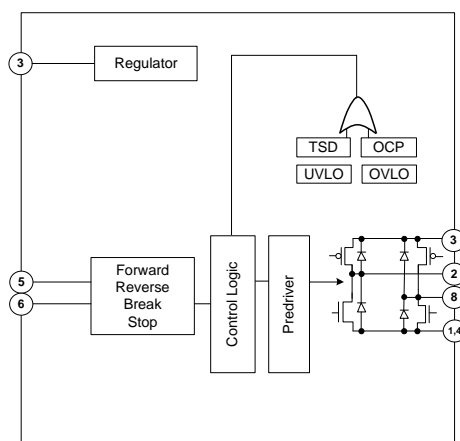 3
Regulator
TSD
OCP
UVLO
OVLO
3
2
8
1,4
5
6
Forward
Reverse
Break
Stop
Control Logic
Predriver